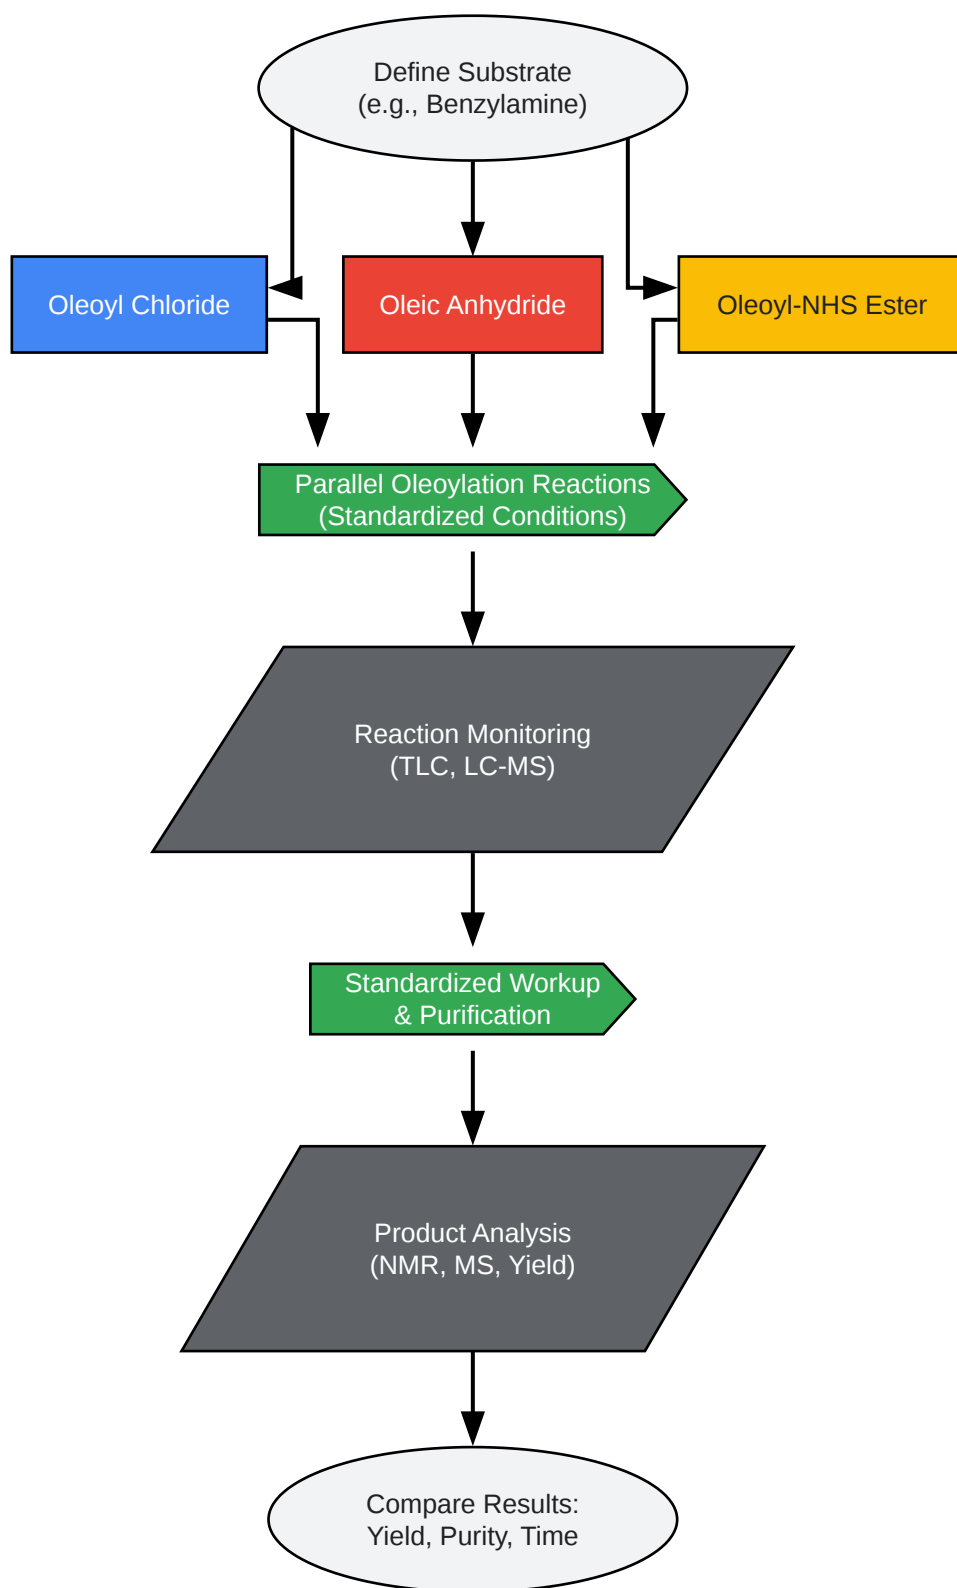 Define Substrate
(e.g., Benzylamine)
Oleoyl Chloride
Oleic Anhydride
Oleoyl-NHS Ester
Parallel Oleoylation Reactions
(Standardized Conditions)
Reaction Monitoring
(TLC, LC-MS)
Standardized Workup
& Purification
Product Analysis
(NMR, MS, Yield)
Compare Results:
Yield, Purity, Time